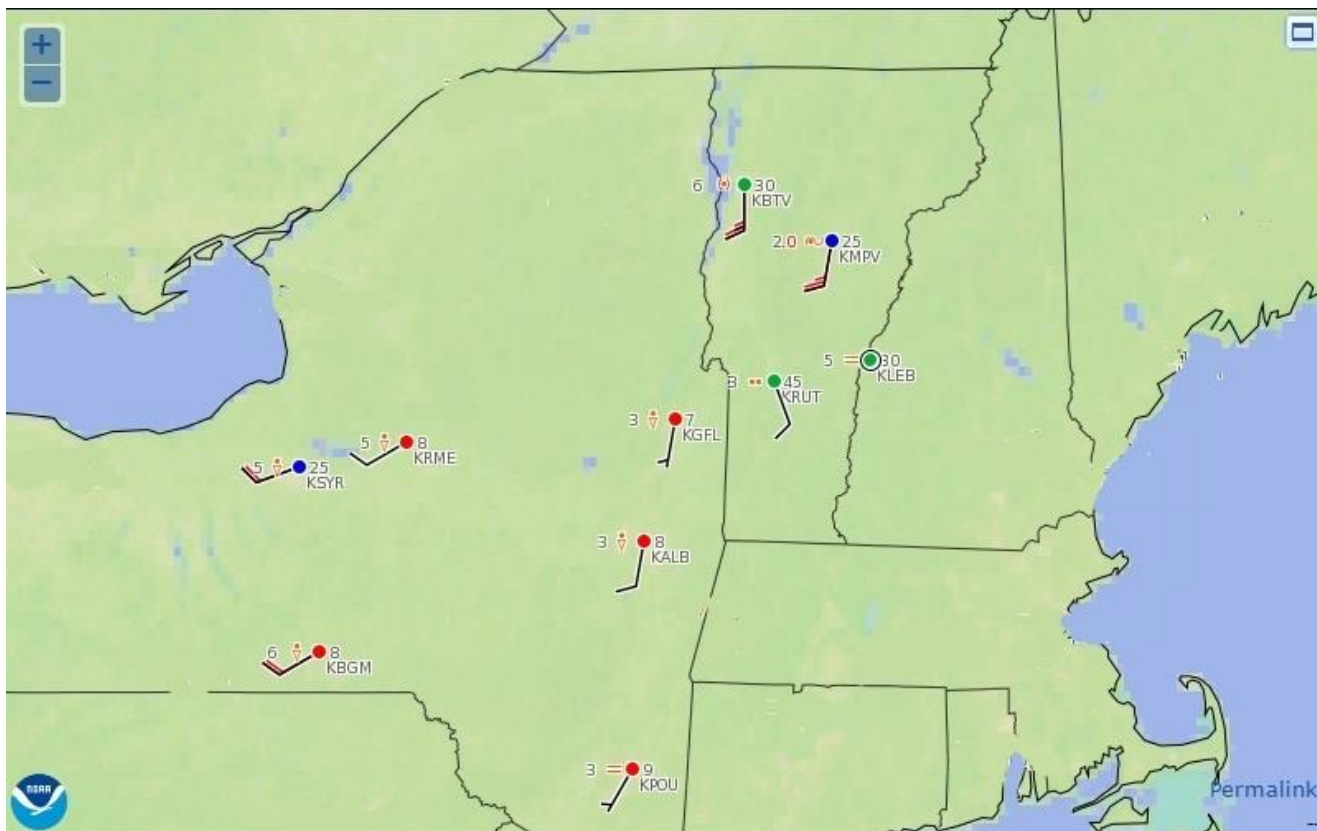 +
−
6 30
KBTV
2.0 25
KMPV
5 30
KLEB
3 45
KRUT
3 7
KGFL
5 8
KRME
5 25
KSYR
3 8
KALB
6 8
KBGM
3 9
KPOU
NOAA
Permalink